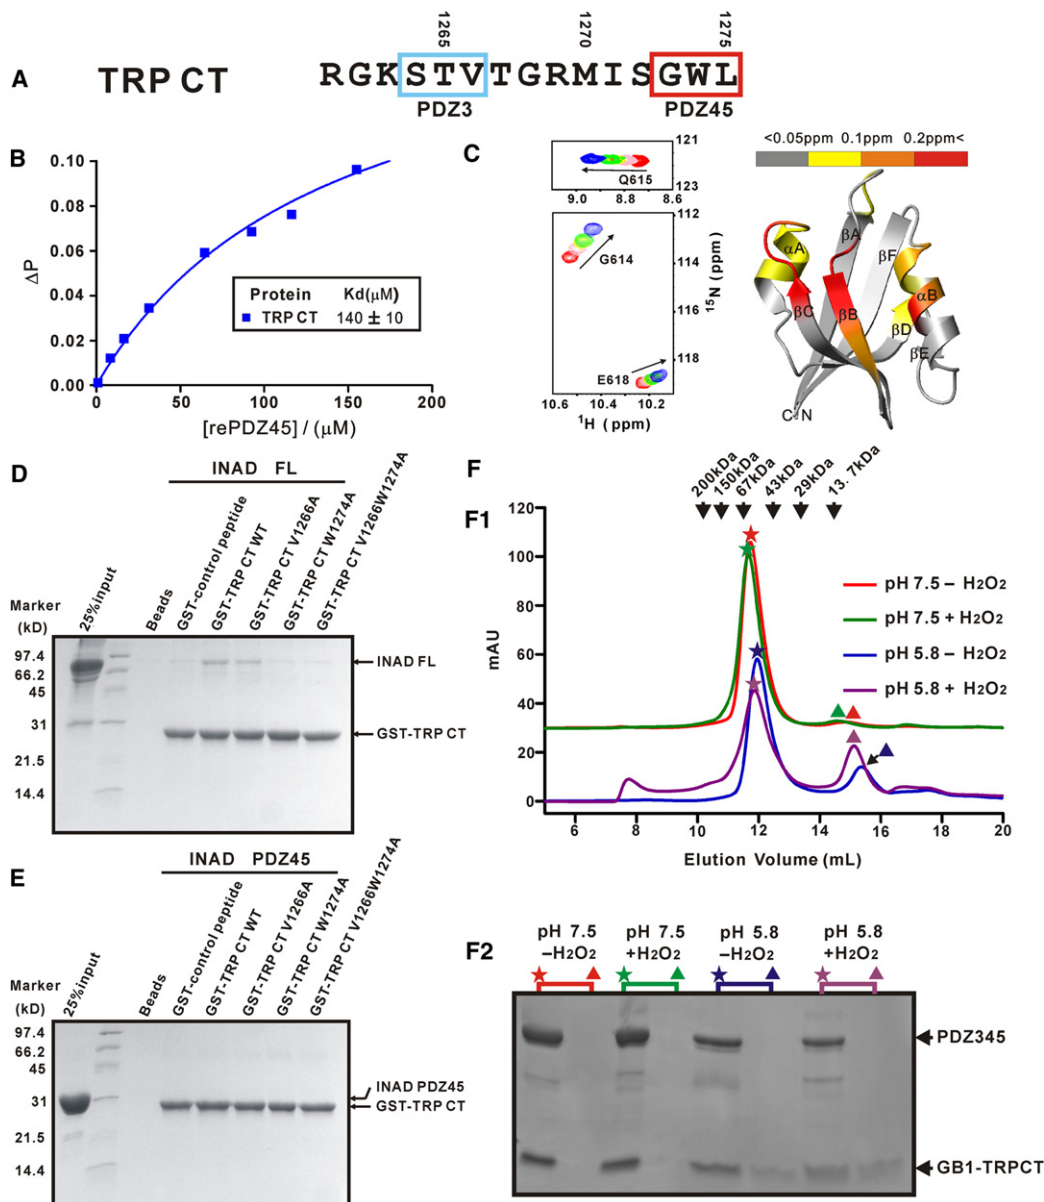 A
TRP CT
1265
1270
1275
RGKSTVTGRMISGWL
PDZ3
PDZ45
B
0.10
0.08
0.06
0.04
0.02
0.00
ΔP
0
50
100
150
200
[rePDZ45] / (μM)
Protein Kd(μM)
TRP CT 140 ± 10
C
Q615
121
123
9.0 8.8 8.6
G614
E618
112
114
116
118
15N (ppm)
10.6 10.4 10.2
1H (ppm)
<0.05ppm 0.1ppm 0.2ppm<
αA
βA
βF
βC
βB
αB
βD
βE
C
N
D
INAD FL
Marker
(kD)
25%input
Beads
GST-control peptide
GST-TRP CT WT
GST-TRP CT V1266A
GST-TRP CT W1274A
GST-TRP CT V1266W1274A
97.4
66.2
45
31
21.5
14.4
INAD FL
GST-TRP CT
E
INAD PDZ45
Marker
(kD)
25%input
Beads
GST-control peptide
GST-TRP CT WT
GST-TRP CT V1266A
GST-TRP CT W1274A
GST-TRP CT V1266W1274A
97.4
66.2
45
31
21.5
14.4
INAD PDZ45
GST-TRP CT
F
F1
200kDa
150kDa
67kDa
43kDa
29kDa
13.7kDa
120
100
80
60
40
20
0
mAU
pH 7.5 – H2O2
pH 7.5 + H2O2
pH 5.8 – H2O2
pH 5.8 + H2O2
6 8 10 12 14 16 18 20
Elution Volume (mL)
F2
pH 7.5
–H2O2
pH 7.5
+H2O2
pH 5.8
–H2O2
pH 5.8
+H2O2
PDZ345
GB1-TRPCT